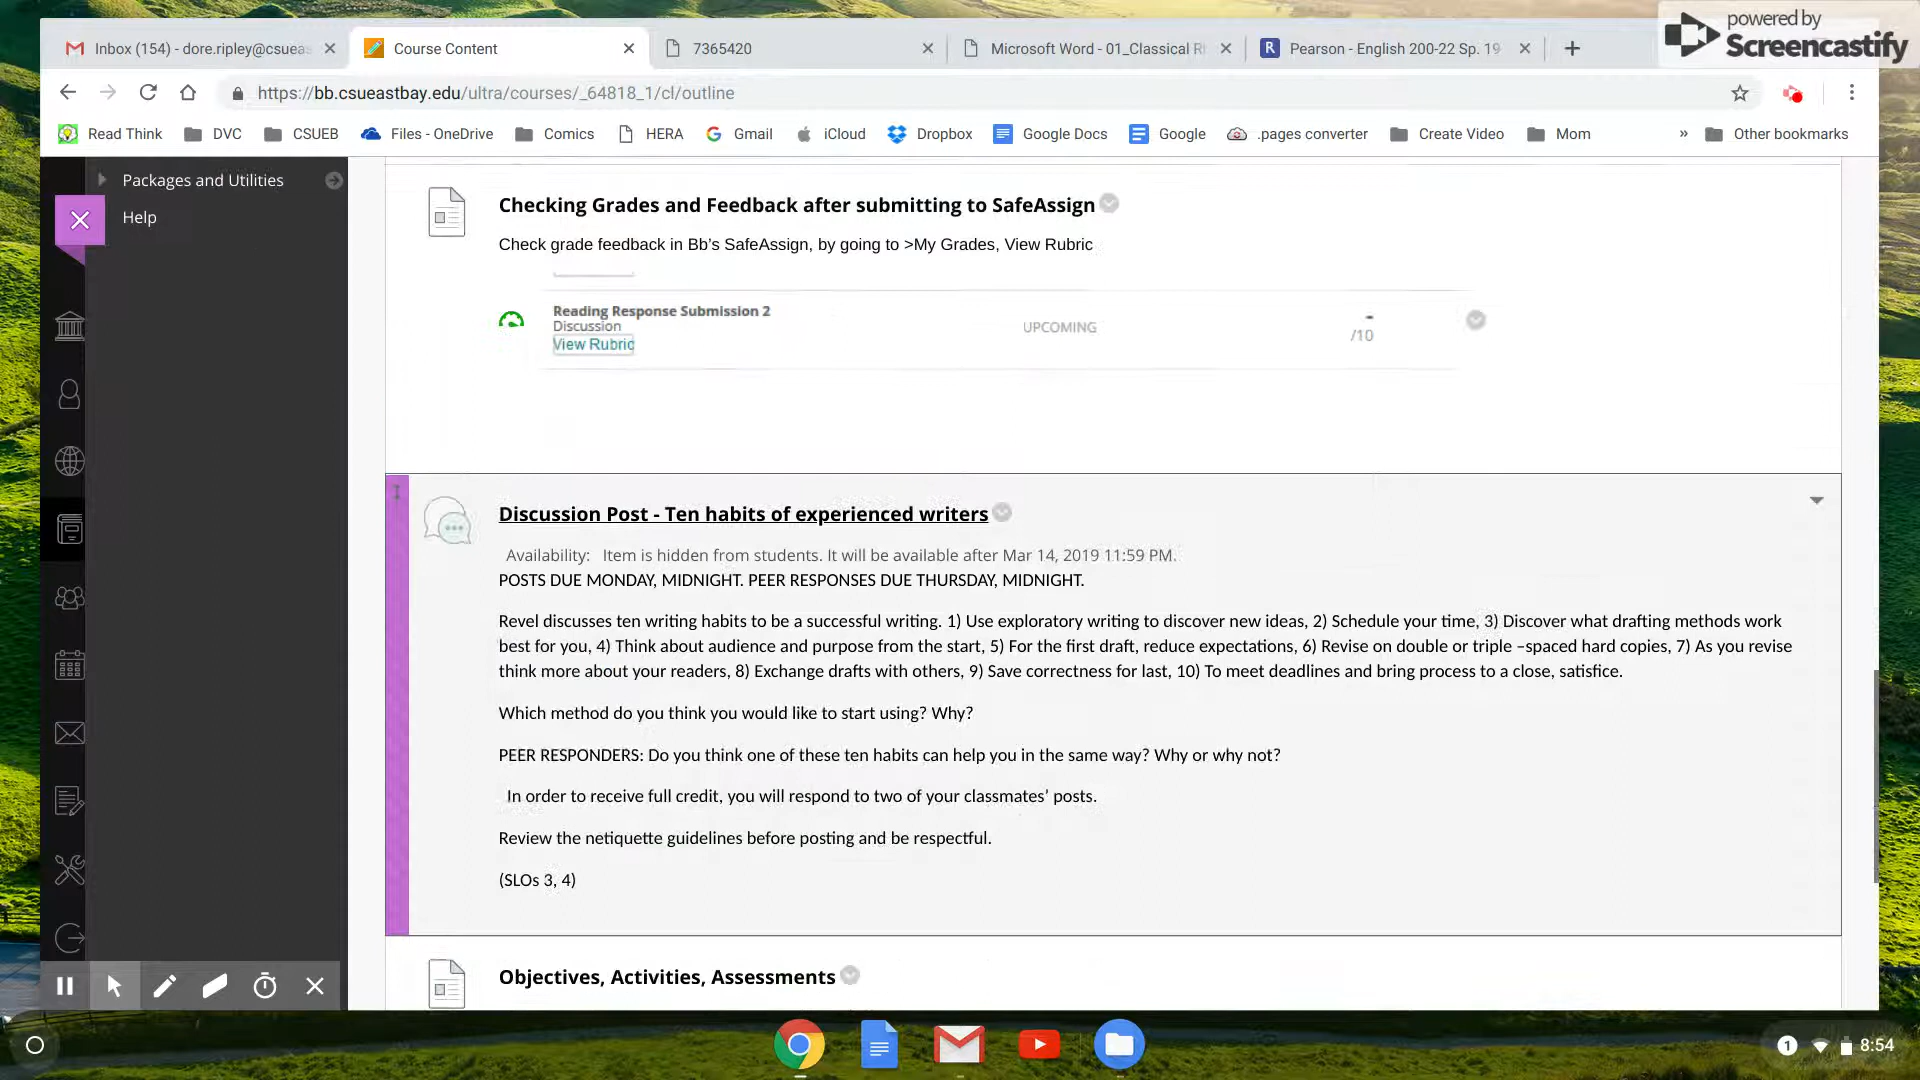 powered by
Screencastify
Inbox (154) - dore.ripley@csueas
Course Content
7365420
Microsoft Word - 01_Classical R
Pearson - English 200-22 Sp. 19
https://bb.csueastbay.edu/ultra/courses/_64818_1/cl/outline
Read Think
DVC
CSUEB
Files - OneDrive
Comics
HERA
Gmail
iCloud
Dropbox
Google Docs
Google
.pages converter
Create Video
Mom
»
Other bookmarks
Packages and Utilities
Help
Checking Grades and Feedback after submitting to SafeAssign
Check grade feedback in Bb's SafeAssign, by going to >My Grades, View Rubric
Reading Response Submission 2
Discussion
View Rubric
UPCOMING
-
/10
Discussion Post - Ten habits of experienced writers
Availability: Item is hidden from students. It will be available after Mar 14, 2019 11:59 PM.
POSTS DUE MONDAY, MIDNIGHT. PEER RESPONSES DUE THURSDAY, MIDNIGHT.
Revel discusses ten writing habits to be a successful writing. 1) Use exploratory writing to discover new ideas, 2) Schedule your time, 3) Discover what drafting methods work
best for you, 4) Think about audience and purpose from the start, 5) For the first draft, reduce expectations, 6) Revise on double or triple –spaced hard copies, 7) As you revise
think more about your readers, 8) Exchange drafts with others, 9) Save correctness for last, 10) To meet deadlines and bring process to a close, satisfice.
Which method do you think you would like to start using? Why?
PEER RESPONDERS: Do you think one of these ten habits can help you in the same way? Why or why not?
In order to receive full credit, you will respond to two of your classmates' posts.
Review the netiquette guidelines before posting and be respectful.
(SLOs 3, 4)
Objectives, Activities, Assessments
1
8:54